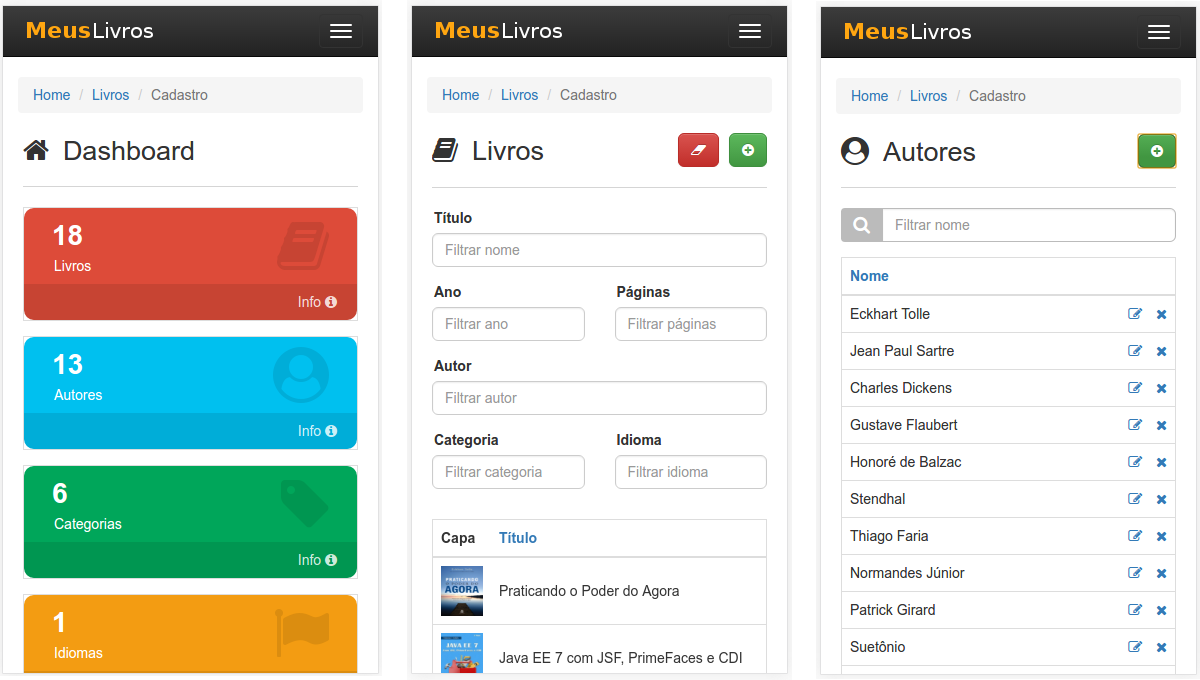 MeusLivros
Home / Livros / Cadastro
Dashboard
18
Livros
Info
13
Autores
Info
6
Categorias
Info
1
Idiomas
MeusLivros
Home / Livros / Cadastro
Livros
Título
Filtrar nome
Ano Páginas
Filtrar ano Filtrar páginas
Autor
Filtrar autor
Categoria Idioma
Filtrar categoria Filtrar idioma
Capa Título
PRATICANDO
AGORA
Praticando o Poder do Agora
JAVA EE 7
Java EE 7 com JSF, PrimeFaces e CDI
MeusLivros
Home / Livros / Cadastro
Autores
Filtrar nome
Nome
Eckhart Tolle
Jean Paul Sartre
Charles Dickens
Gustave Flaubert
Honoré de Balzac
Stendhal
Thiago Faria
Normandes Júnior
Patrick Girard
Suetônio